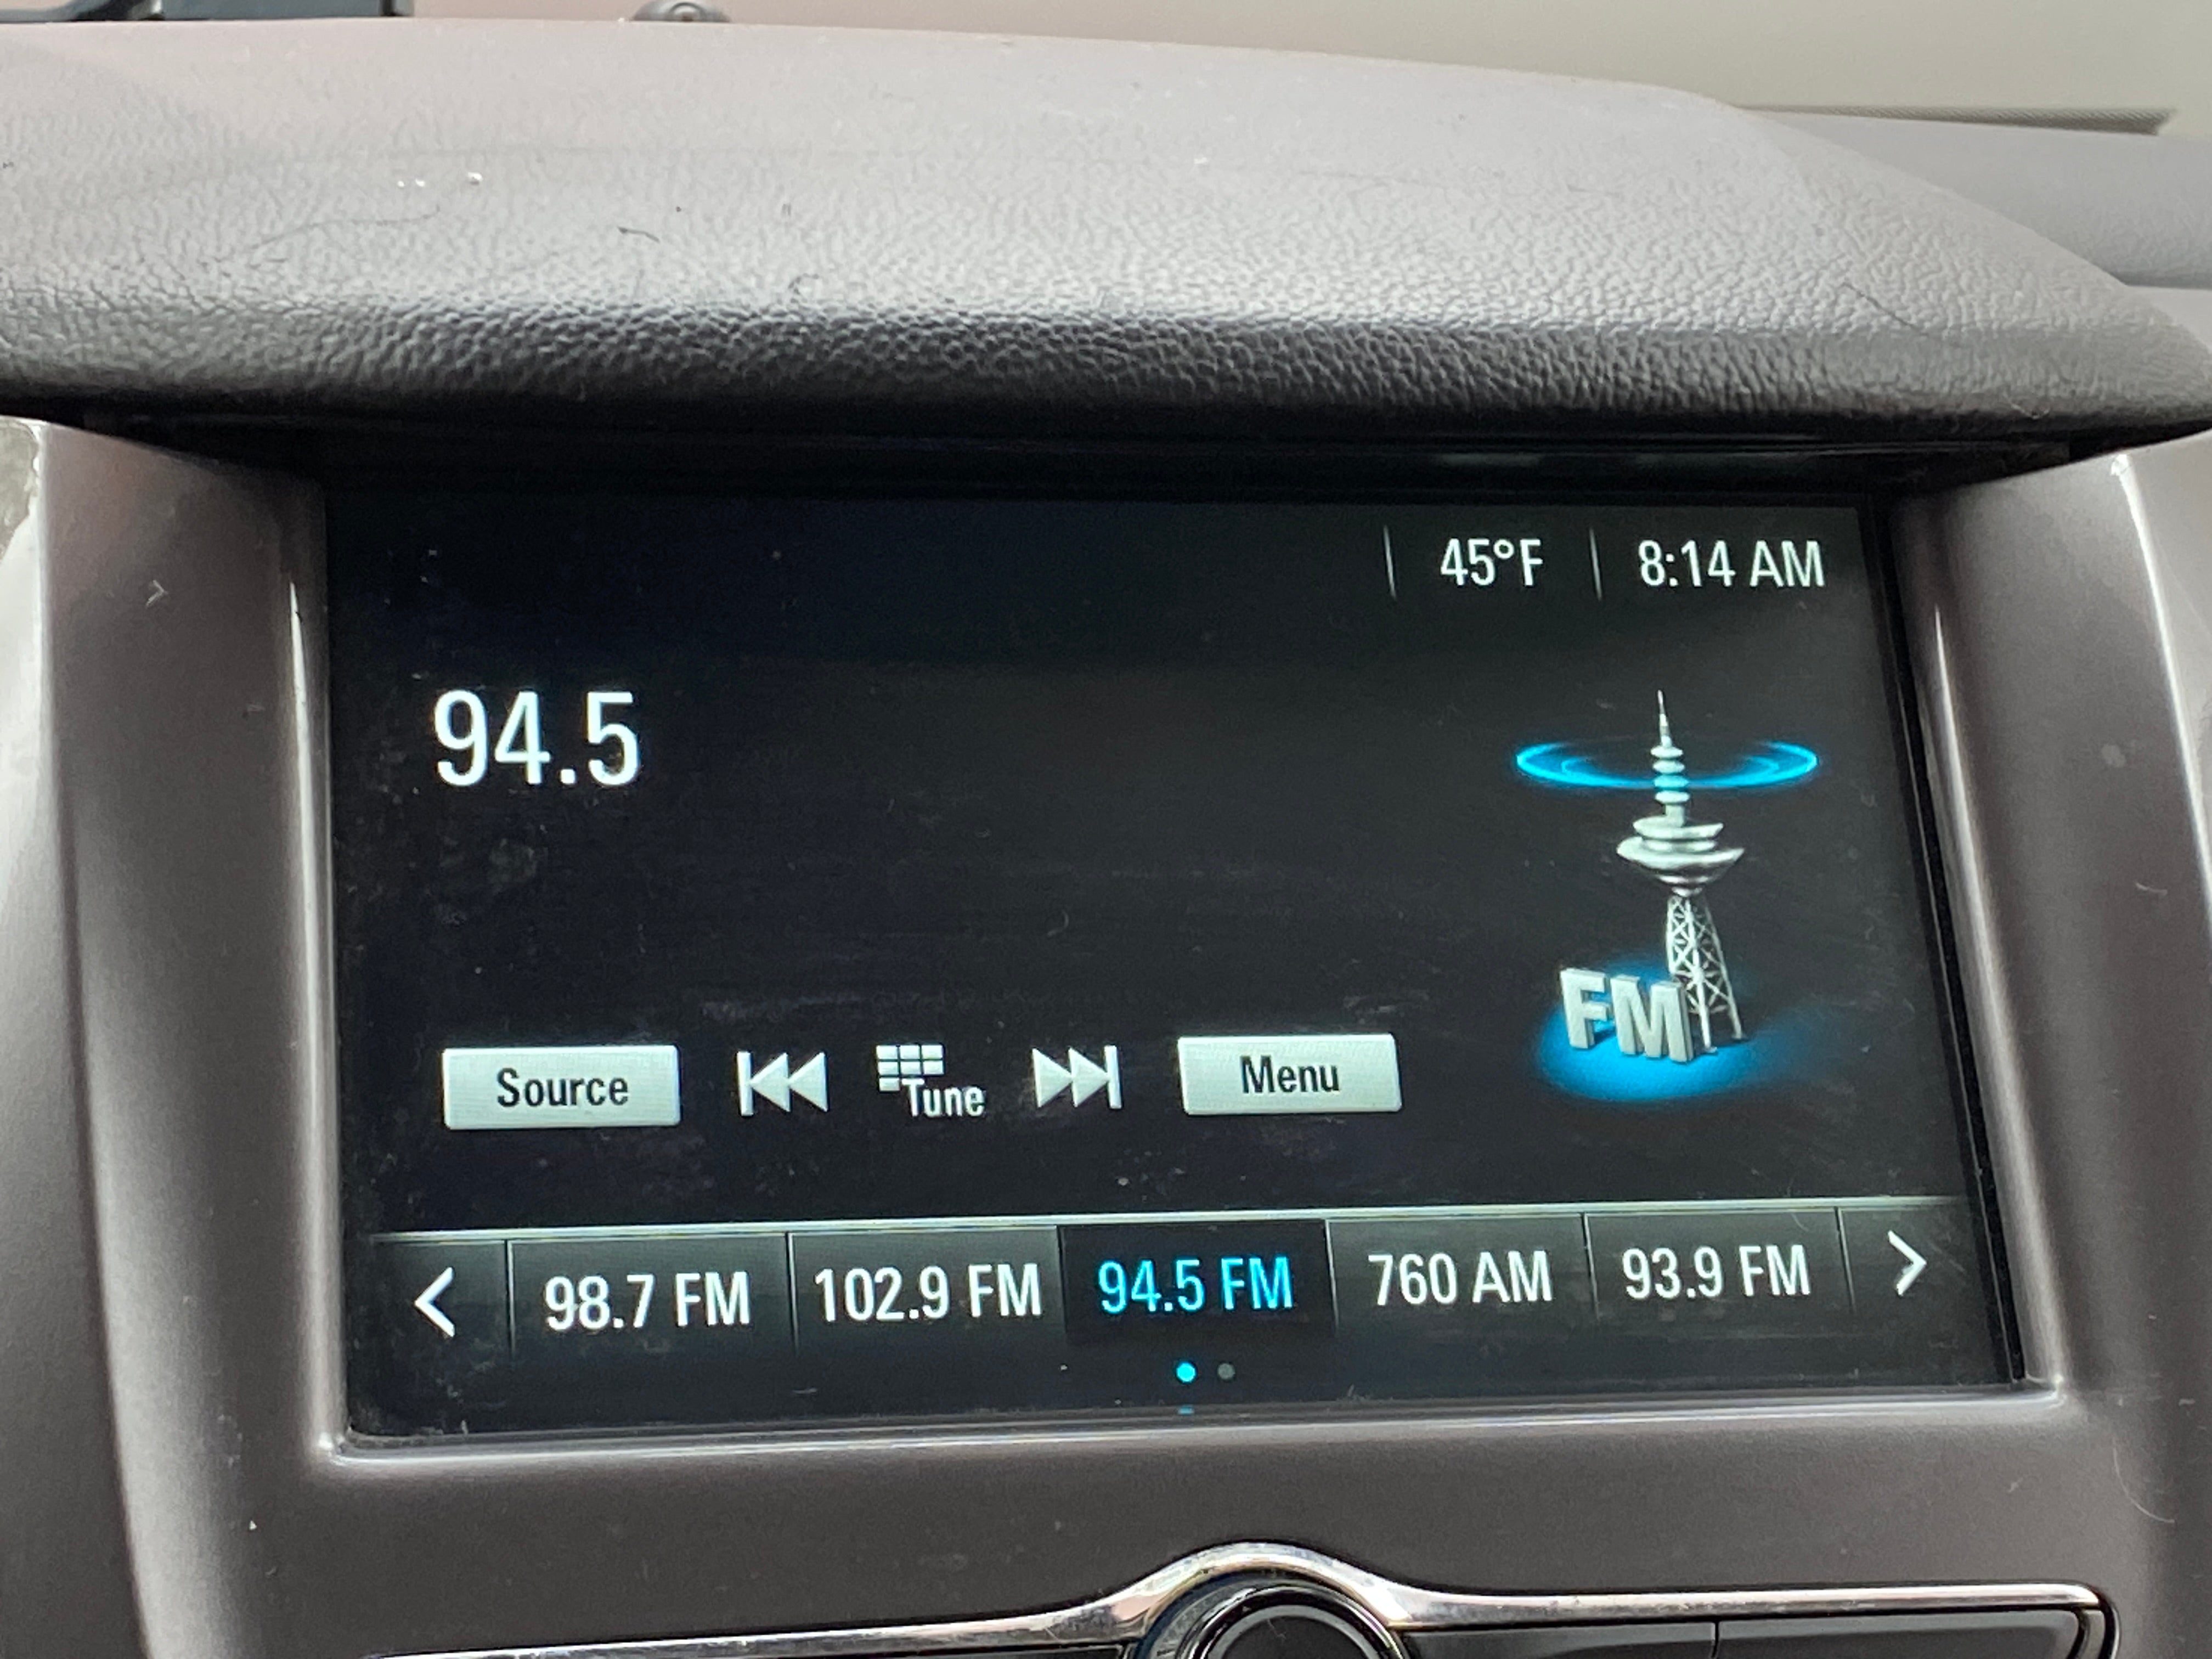 45°F 8:14 AM
94.5
FM
Source Tune Menu
98.7 FM 102.9 FM 94.5 FM 760 AM 93.9 FM